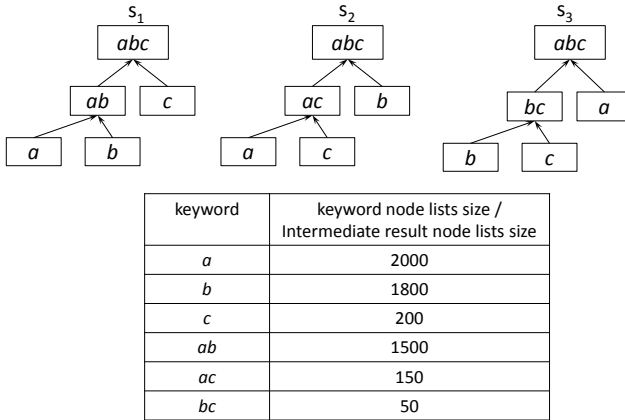 s1 s2 s3
abc abc abc
ab c ac b bc a
a b a c b c
keyword keyword node lists size /
Intermediate result node lists size
a 2000
b 1800
c 200
ab 1500
ac 150
bc 50